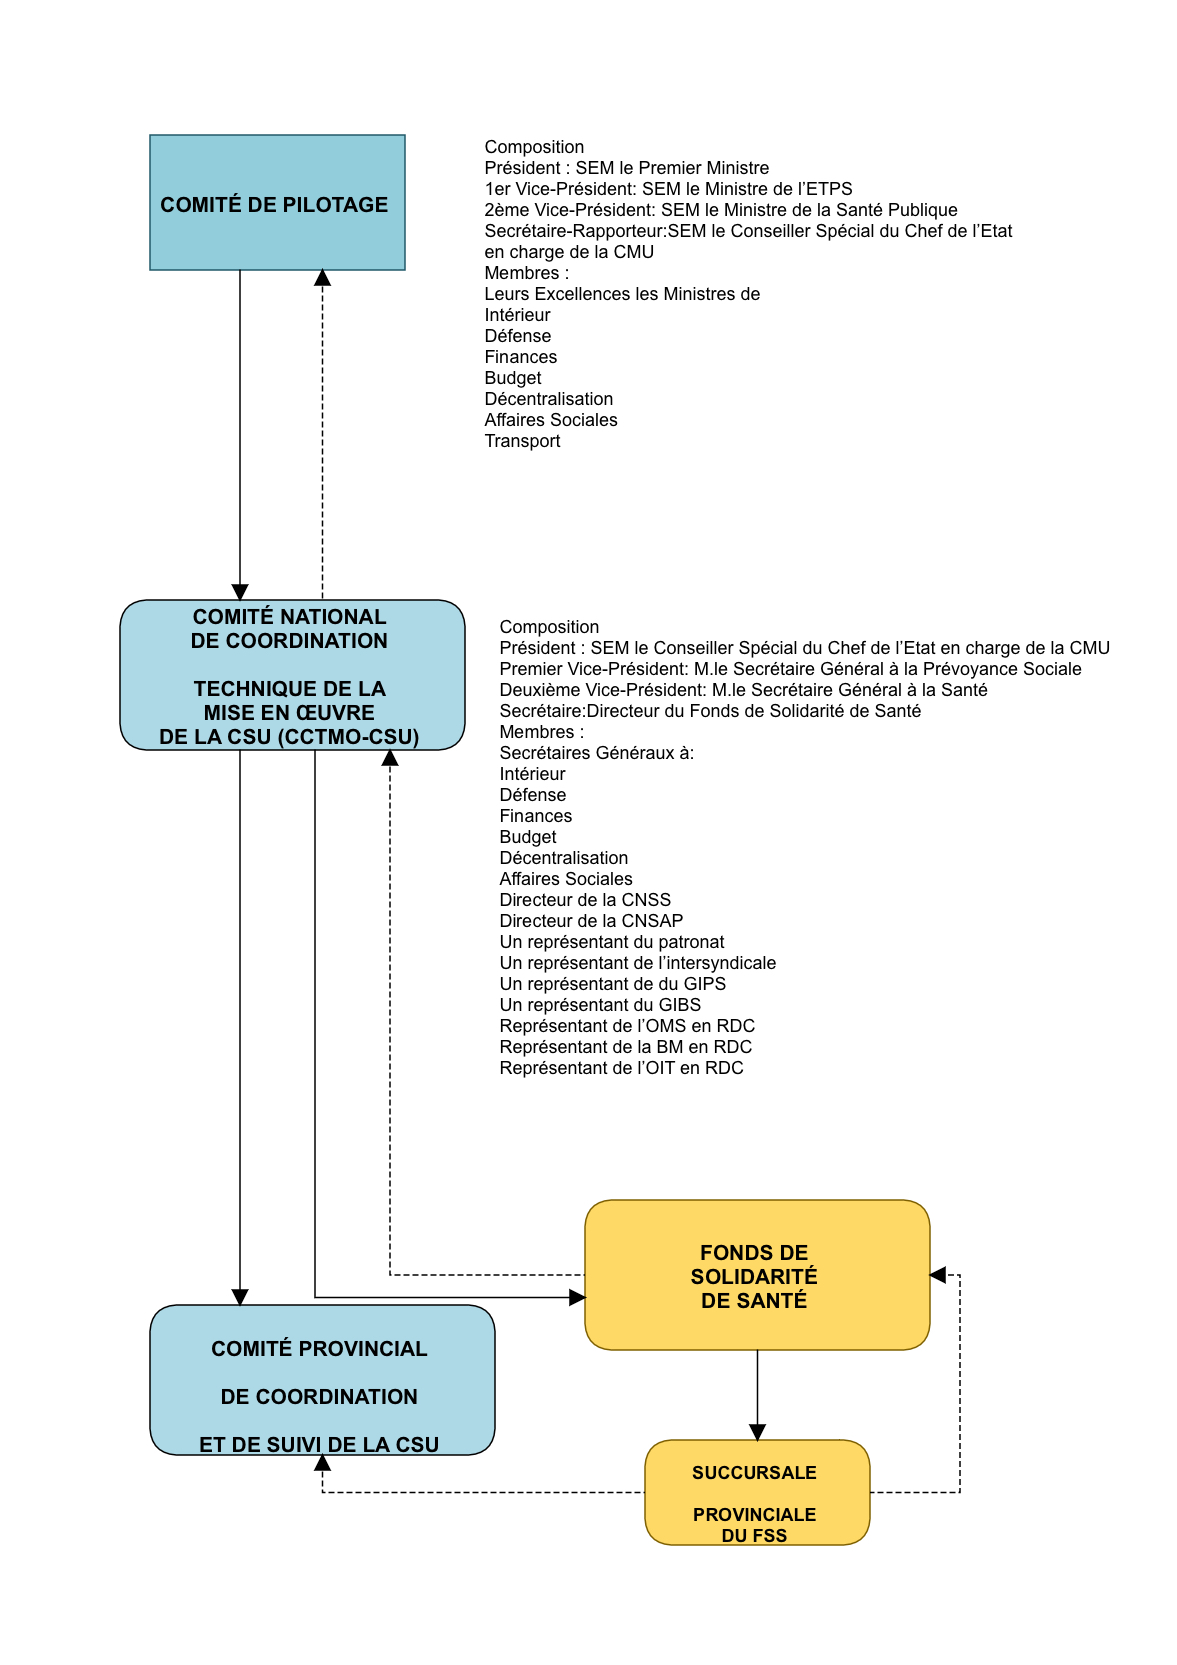 COMITÉ DE PILOTAGE
Composition
Président : SEM le Premier Ministre
1er Vice-Président: SEM le Ministre de l’ETPS
2ème Vice-Président: SEM le Ministre de la Santé Publique
Secrétaire-Rapporteur:SEM le Conseiller Spécial du Chef de l’Etat
en charge de la CMU
Membres :
Leurs Excellences les Ministres de
Intérieur
Défense
Finances
Budget
Décentralisation
Affaires Sociales
Transport
COMITÉ NATIONAL
DE COORDINATION
TECHNIQUE DE LA
MISE EN ŒUVRE
DE LA CSU (CCTMO-CSU)
Composition
Président : SEM le Conseiller Spécial du Chef de l’Etat en charge de la CMU
Premier Vice-Président: M.le Secrétaire Général à la Prévoyance Sociale
Deuxième Vice-Président: M.le Secrétaire Général à la Santé
Secrétaire:Directeur du Fonds de Solidarité de Santé
Membres :
Secrétaires Généraux à:
Intérieur
Défense
Finances
Budget
Décentralisation
Affaires Sociales
Directeur de la CNSS
Directeur de la CNSAP
Un représentant du patronat
Un représentant de l’intersyndicale
Un représentant de du GIPS
Un représentant du GIBS
Représentant de l’OMS en RDC
Représentant de la BM en RDC
Représentant de l’OIT en RDC
FONDS DE
SOLIDARITÉ
DE SANTÉ
COMITÉ PROVINCIAL
DE COORDINATION
ET DE SUIVI DE LA CSU
SUCCURSALE
PROVINCIALE
DU FSS